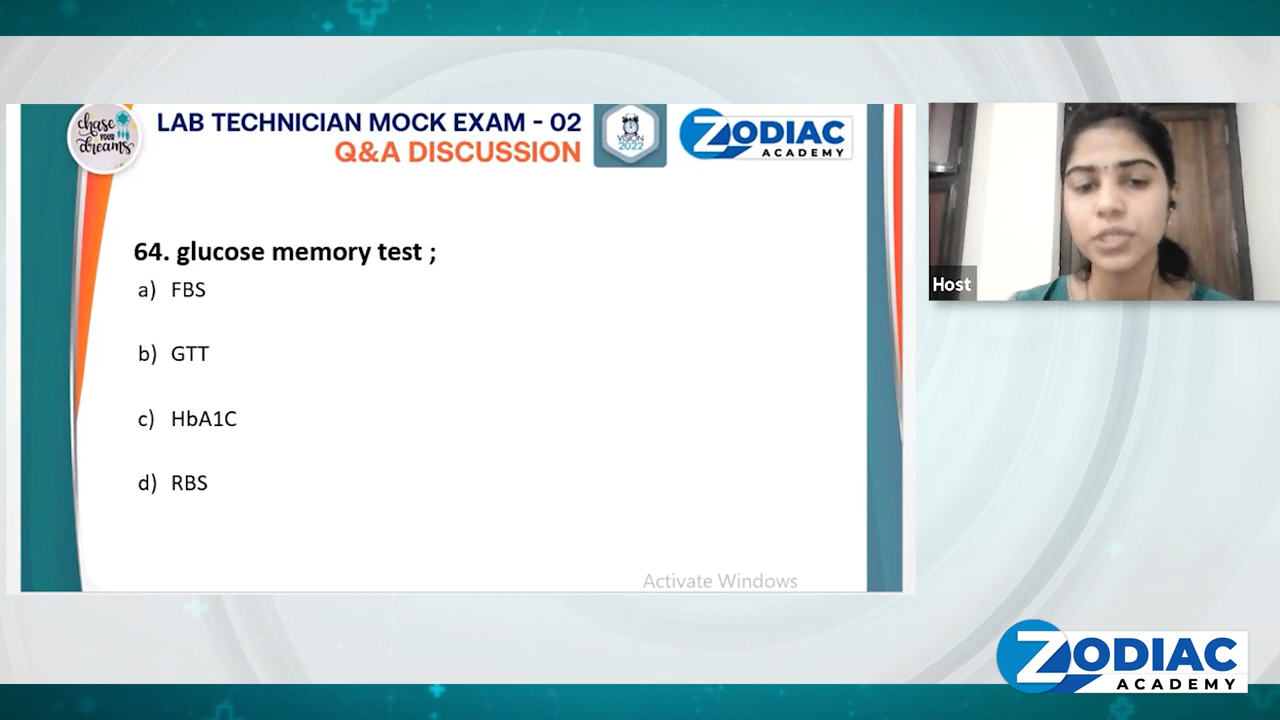 chase
YOUR
dreams
LAB TECHNICIAN MOCK EXAM - 02
Q&A DISCUSSION
VISION
2022
ZODIAC
ACADEMY
64. glucose memory test ;
a) FBS
b) GTT
c) HbA1C
d) RBS
Activate Windows
Host
ZODIAC
ACADEMY